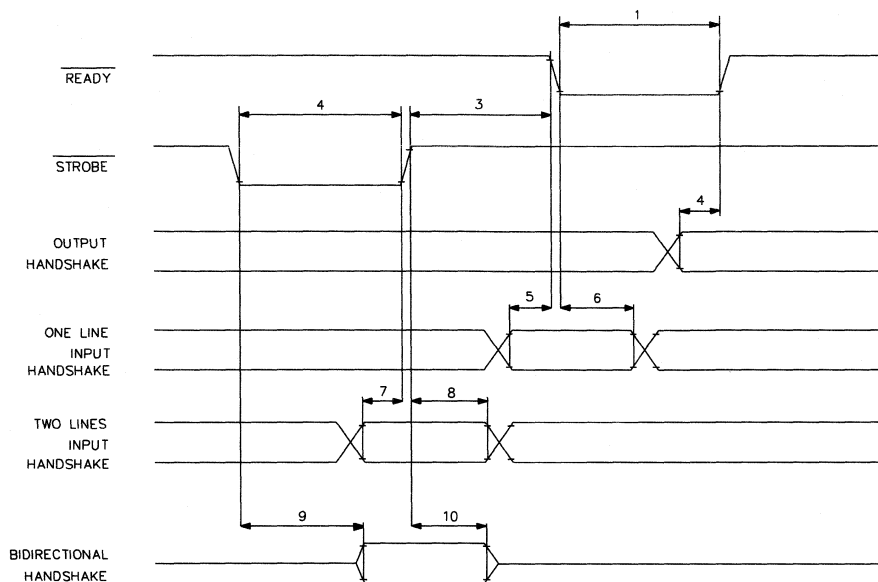 1
READY
4
3
STROBE
4
OUTPUT
HANDSHAKE
5
6
ONE LINE
INPUT
HANDSHAKE
7
8
TWO LINES
INPUT
HANDSHAKE
9
10
BIDIRECTIONAL
HANDSHAKE